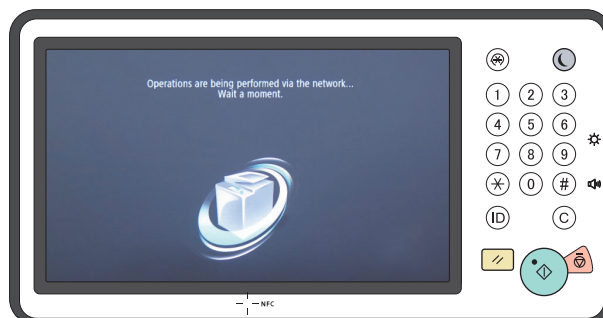 Operations are being performed via the network...
Wait a moment.
1 2 3
4 5 6
7 8 9
0 #
ID C
NFC